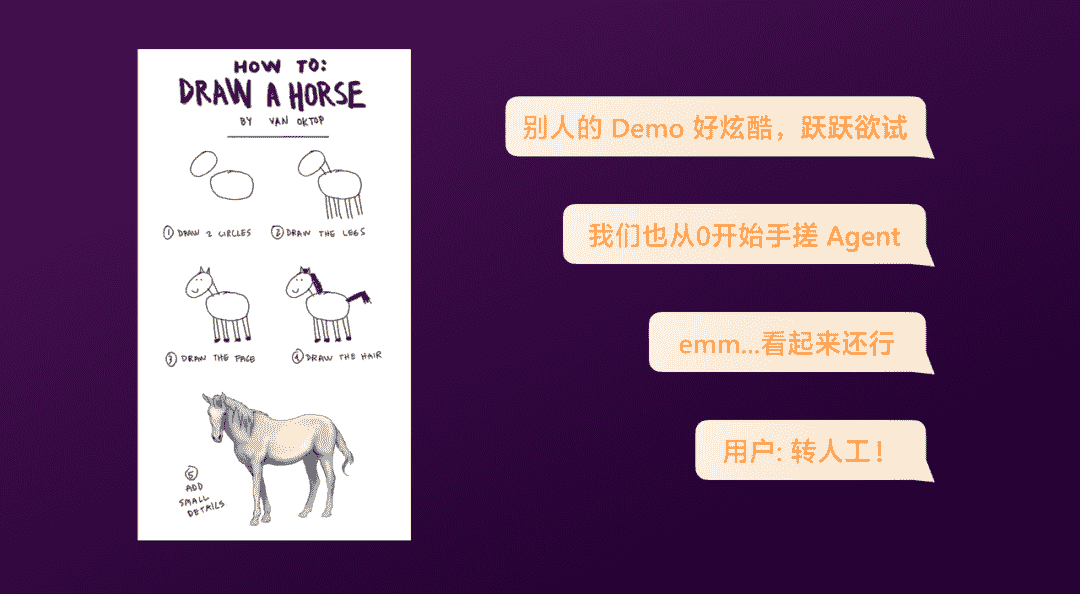 HOW TO:
DRAW A HORSE
BY VAN OKTOP
① DRAW 2 CIRCLES
② DRAW THE LEGS
③ DRAW THE FACE
④ DRAW THE HAIR
⑤
ADD
SMALL
DETAILS
别人的 Demo 好炫酷，跃跃欲试
我们也从0开始手搓 Agent
emm...看起来还行
用户: 转人工！